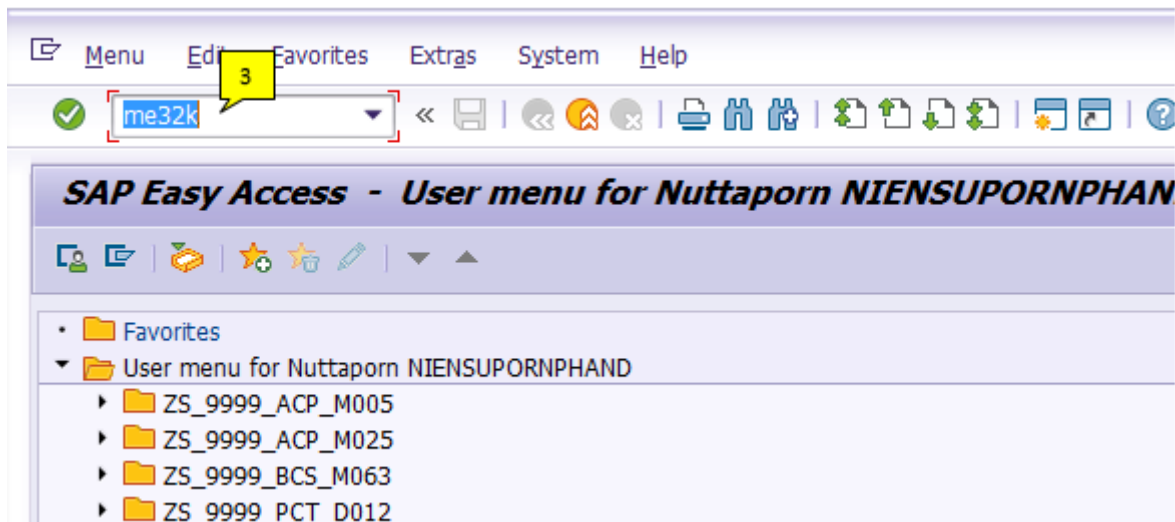 Menu Edit Favorites Extras System Help
3
me32k
SAP Easy Access - User menu for Nuttaporn NIENSUPORNPHAN
Favorites
User menu for Nuttaporn NIENSUPORNPHAND
ZS_9999_ACP_M005
ZS_9999_ACP_M025
ZS_9999_BCS_M063
ZS_9999_PCT_D012